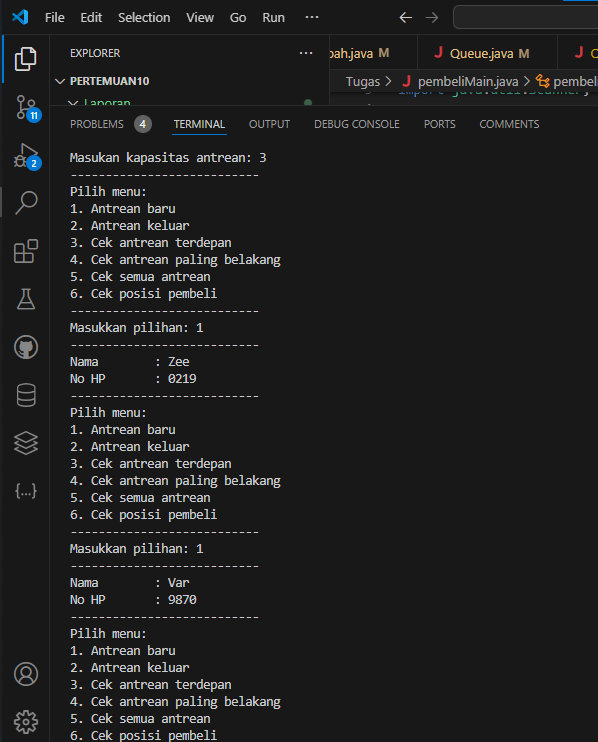 File Edit Selection View Go Run ···
EXPLORER ···
bah.java M Queue.java M
PERTEMUAN10
Tugas > pembeliMain.java > pembeli
Laporan
import java.util.Scanner;
PROBLEMS 4 TERMINAL OUTPUT DEBUG CONSOLE PORTS COMMENTS
11
2
Masukan kapasitas antrean: 3
---------------------------
Pilih menu:
1. Antrean baru
2. Antrean keluar
3. Cek antrean terdepan
4. Cek antrean paling belakang
5. Cek semua antrean
6. Cek posisi pembeli
---------------------------
Masukkan pilihan: 1
---------------------------
Nama        : Zee
No HP       : 0219
---------------------------
Pilih menu:
1. Antrean baru
2. Antrean keluar
3. Cek antrean terdepan
4. Cek antrean paling belakang
5. Cek semua antrean
6. Cek posisi pembeli
---------------------------
Masukkan pilihan: 1
---------------------------
Nama        : Var
No HP       : 9870
---------------------------
Pilih menu:
1. Antrean baru
2. Antrean keluar
3. Cek antrean terdepan
4. Cek antrean paling belakang
5. Cek semua antrean
6. Cek posisi pembeli